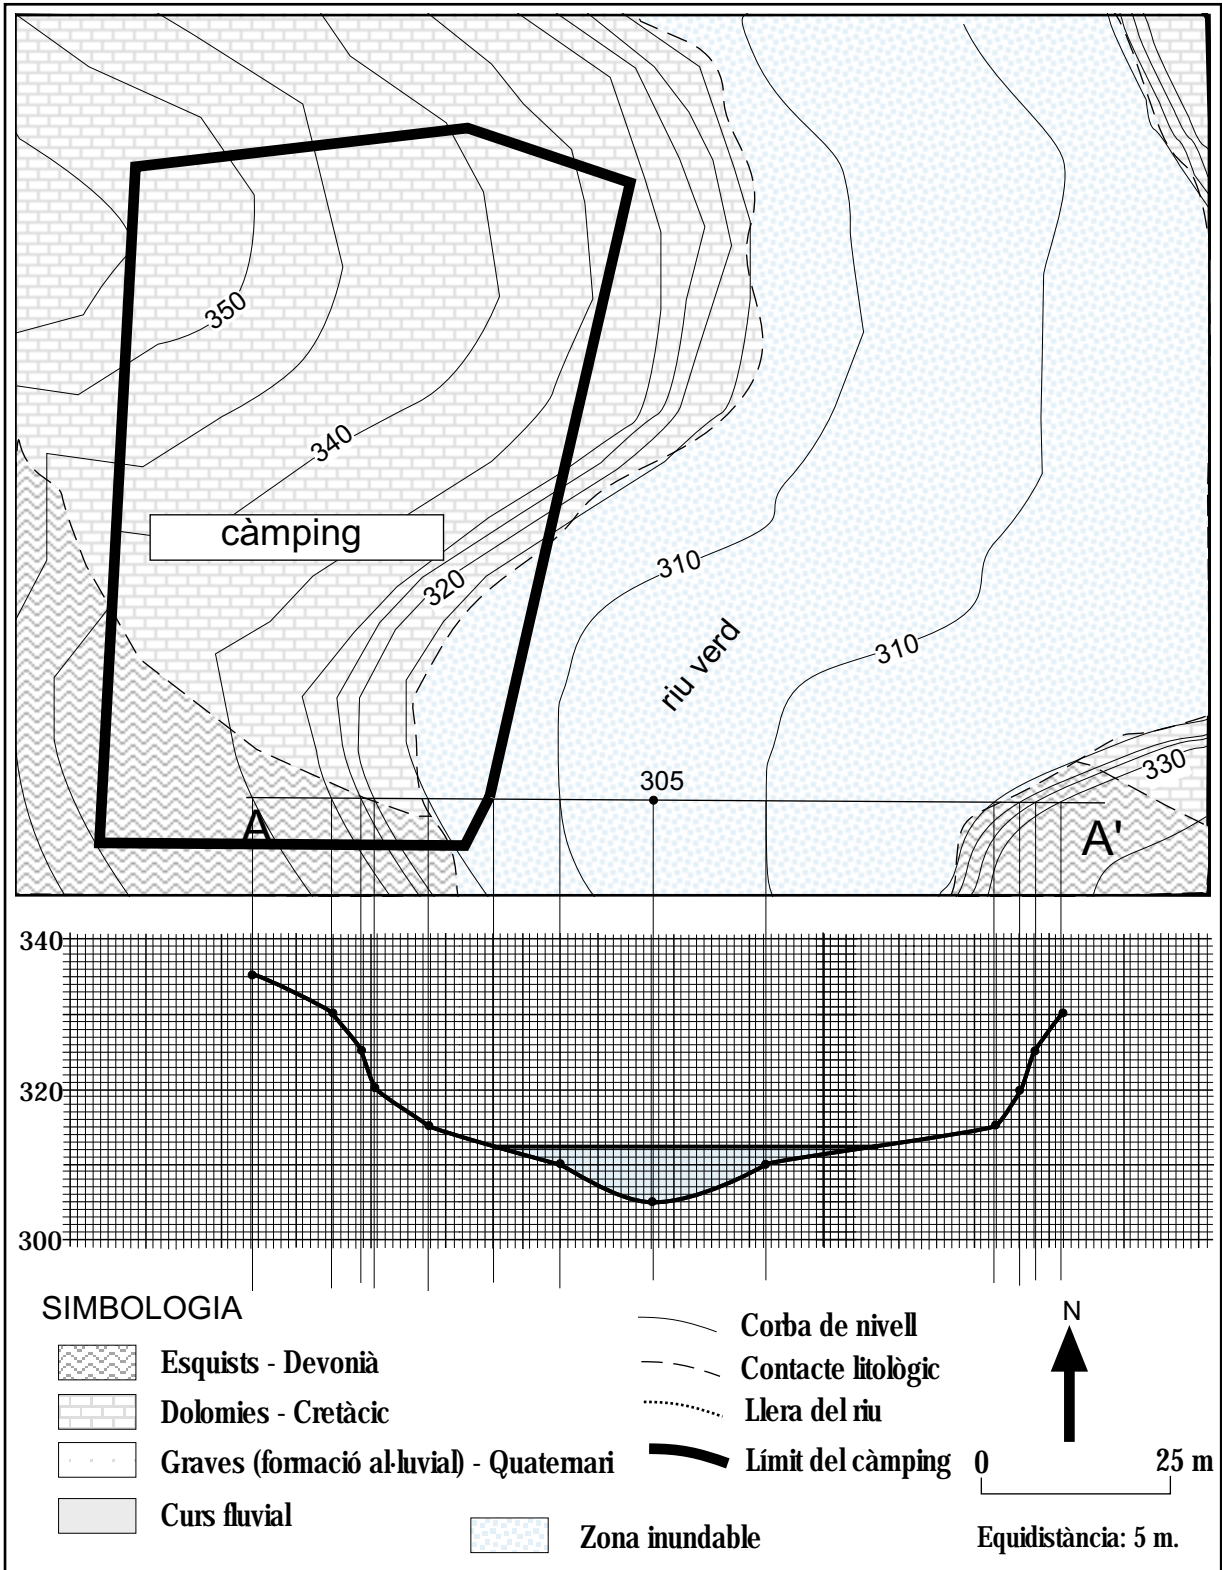 350
340
càmping
320
310
310
riu verd
305
330
A
A'
340
320
300
SIMBOLOGIA
Esquists - Devonià
Dolomies - Cretàcic
Graves (formació al·luvial) - Quaternari
Curs fluvial
Zona inundable
Corba de nivell
Contacte litològic
Llera del riu
Límit del càmping
N
0 25 m
Equidistància: 5 m.